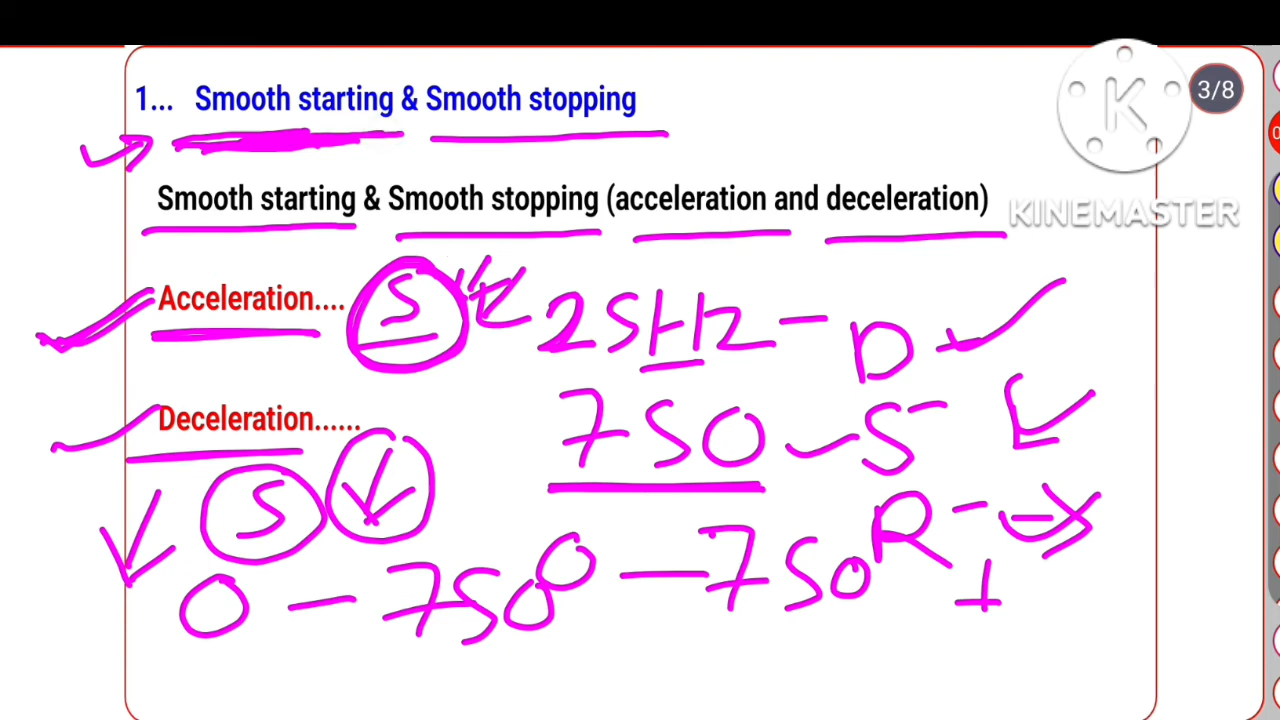 1... Smooth starting & Smooth stopping
3/8
K
KINEMASTER
Smooth starting & Smooth stopping (acceleration and deceleration)
Acceleration.... S 25HZ - D
Deceleration...... 750 - S
S
0 - 750 0 - 750 R